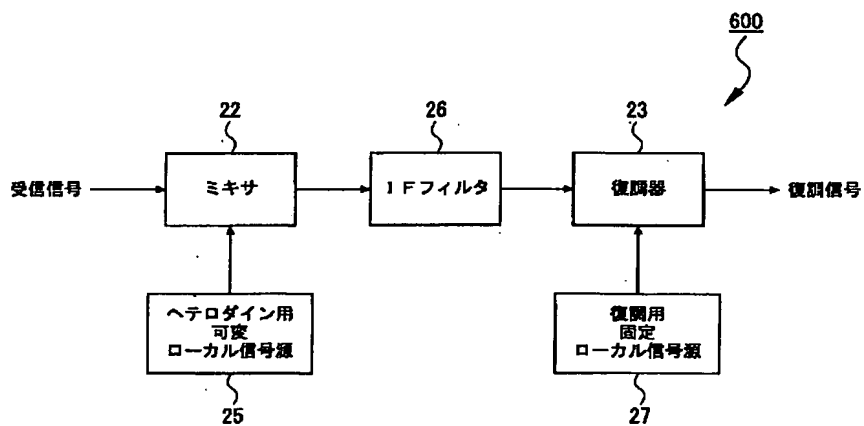 600
22
26
23
受信信号
ミキサ
IFフィルタ
復調器
復調信号
ヘテロダイン用
可変
ローカル信号源
復調用
固定
ローカル信号源
25
27